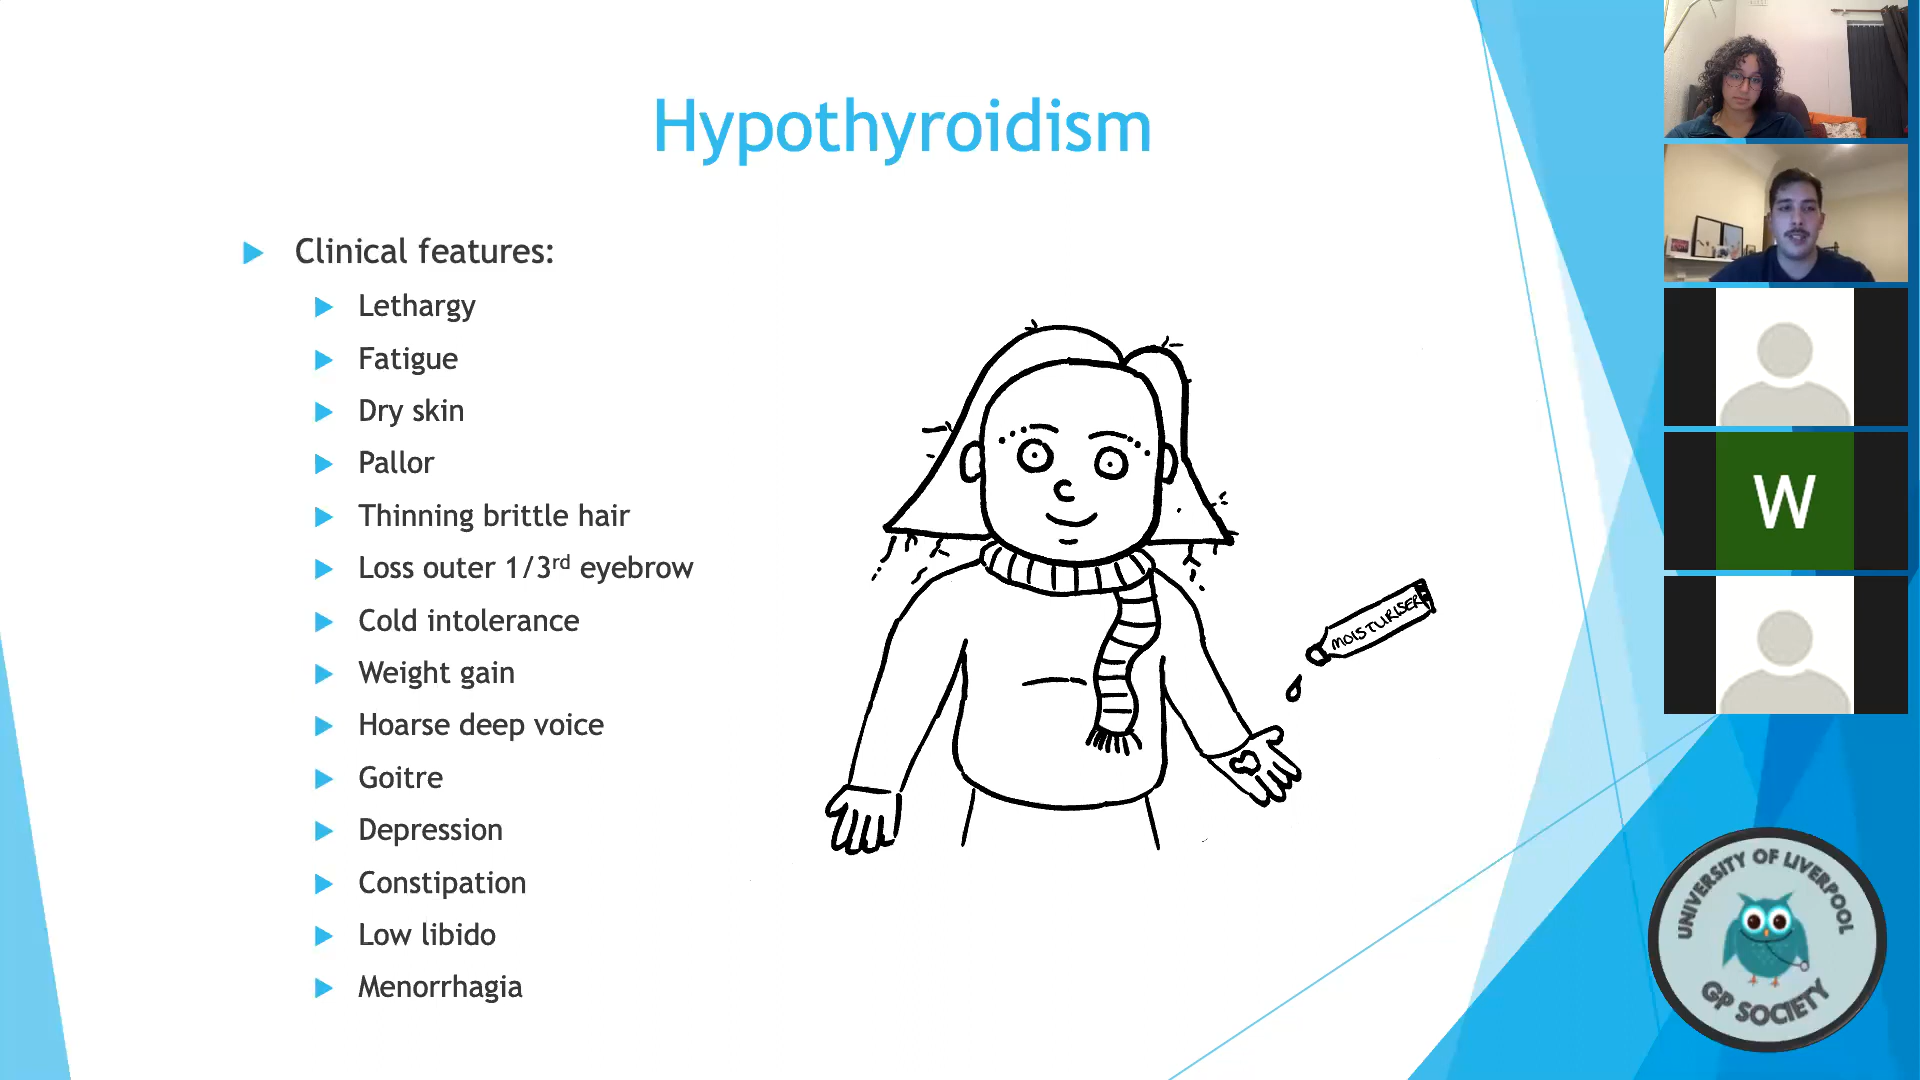 Hypothyroidism
Clinical features:
Lethargy
Fatigue
Dry skin
Pallor
Thinning brittle hair
Loss outer 1/3rd eyebrow
Cold intolerance
Weight gain
Hoarse deep voice
Goitre
Depression
Constipation
Low libido
Menorrhagia
MOISTURISER
W
UNIVERSITY OF LIVERPOOL
GP SOCIETY